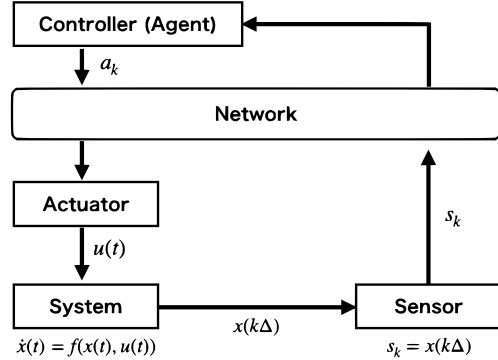 Controller (Agent)
a_k
Network
Actuator
s_k
u(t)
System
x(kΔ)
Sensor
ẋ(t) = f(x(t), u(t))
s_k = x(kΔ)